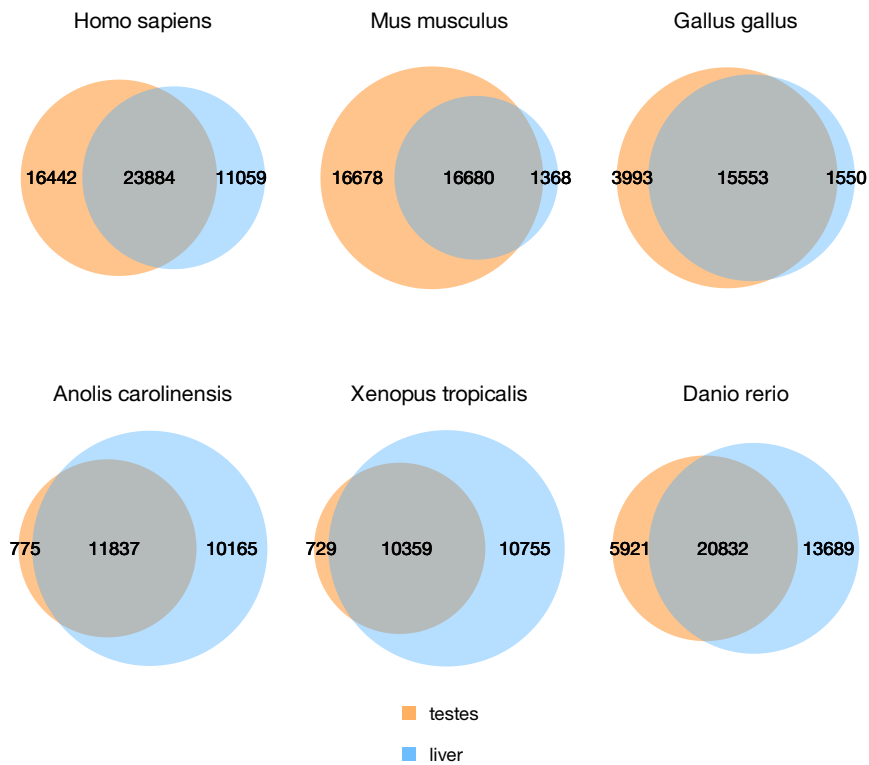 Homo sapiens Mus musculus Gallus gallus
16442 23884 11059 16678 16680 1368 3993 15553 1550
Anolis carolinensis Xenopus tropicalis Danio rerio
775 11837 10165 729 10359 10755 5921 20832 13689
testes
liver